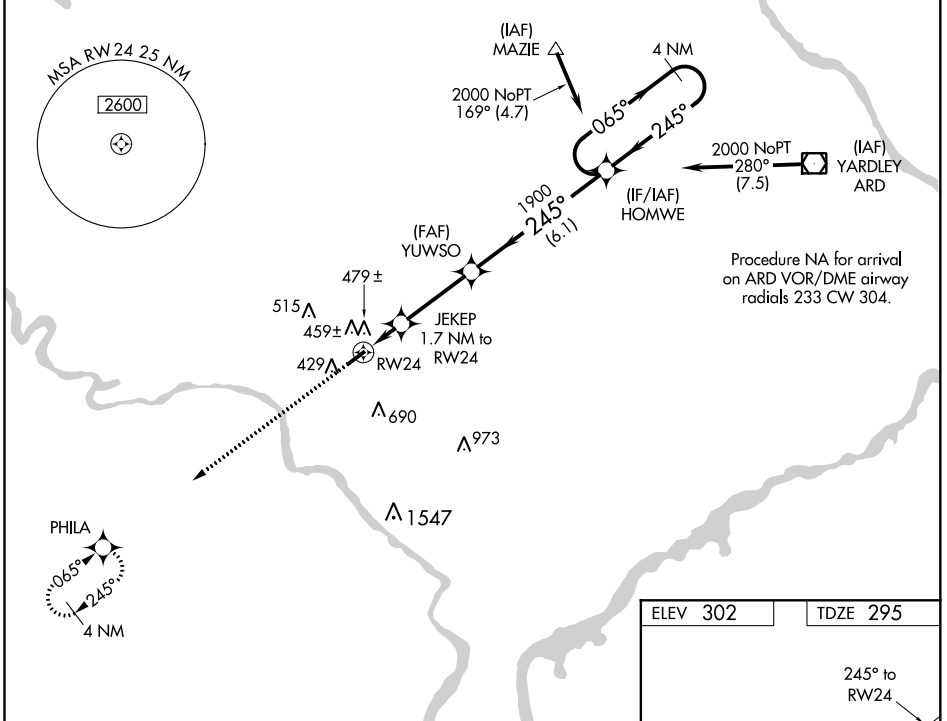 MSA RW 24 25 NM
2600
(IAF)
MAZIE
2000 NoPT
169° (4.7)
4 NM
065°
245°
2000 NoPT
280°
(7.5)
(IAF)
YARDLEY
ARD
(IF/IAF)
HOMWE
1900
245°
(6.1)
(FAF)
YUWSO
Procedure NA for arrival
on ARD VOR/DME airway
radials 233 CW 304.
479±
515
459±
JEKEP
1.7 NM to
RW24
429
RW24
690
973
1547
PHILA
065°
245°
4 NM
ELEV 302
TDZE 295
245° to
RW24